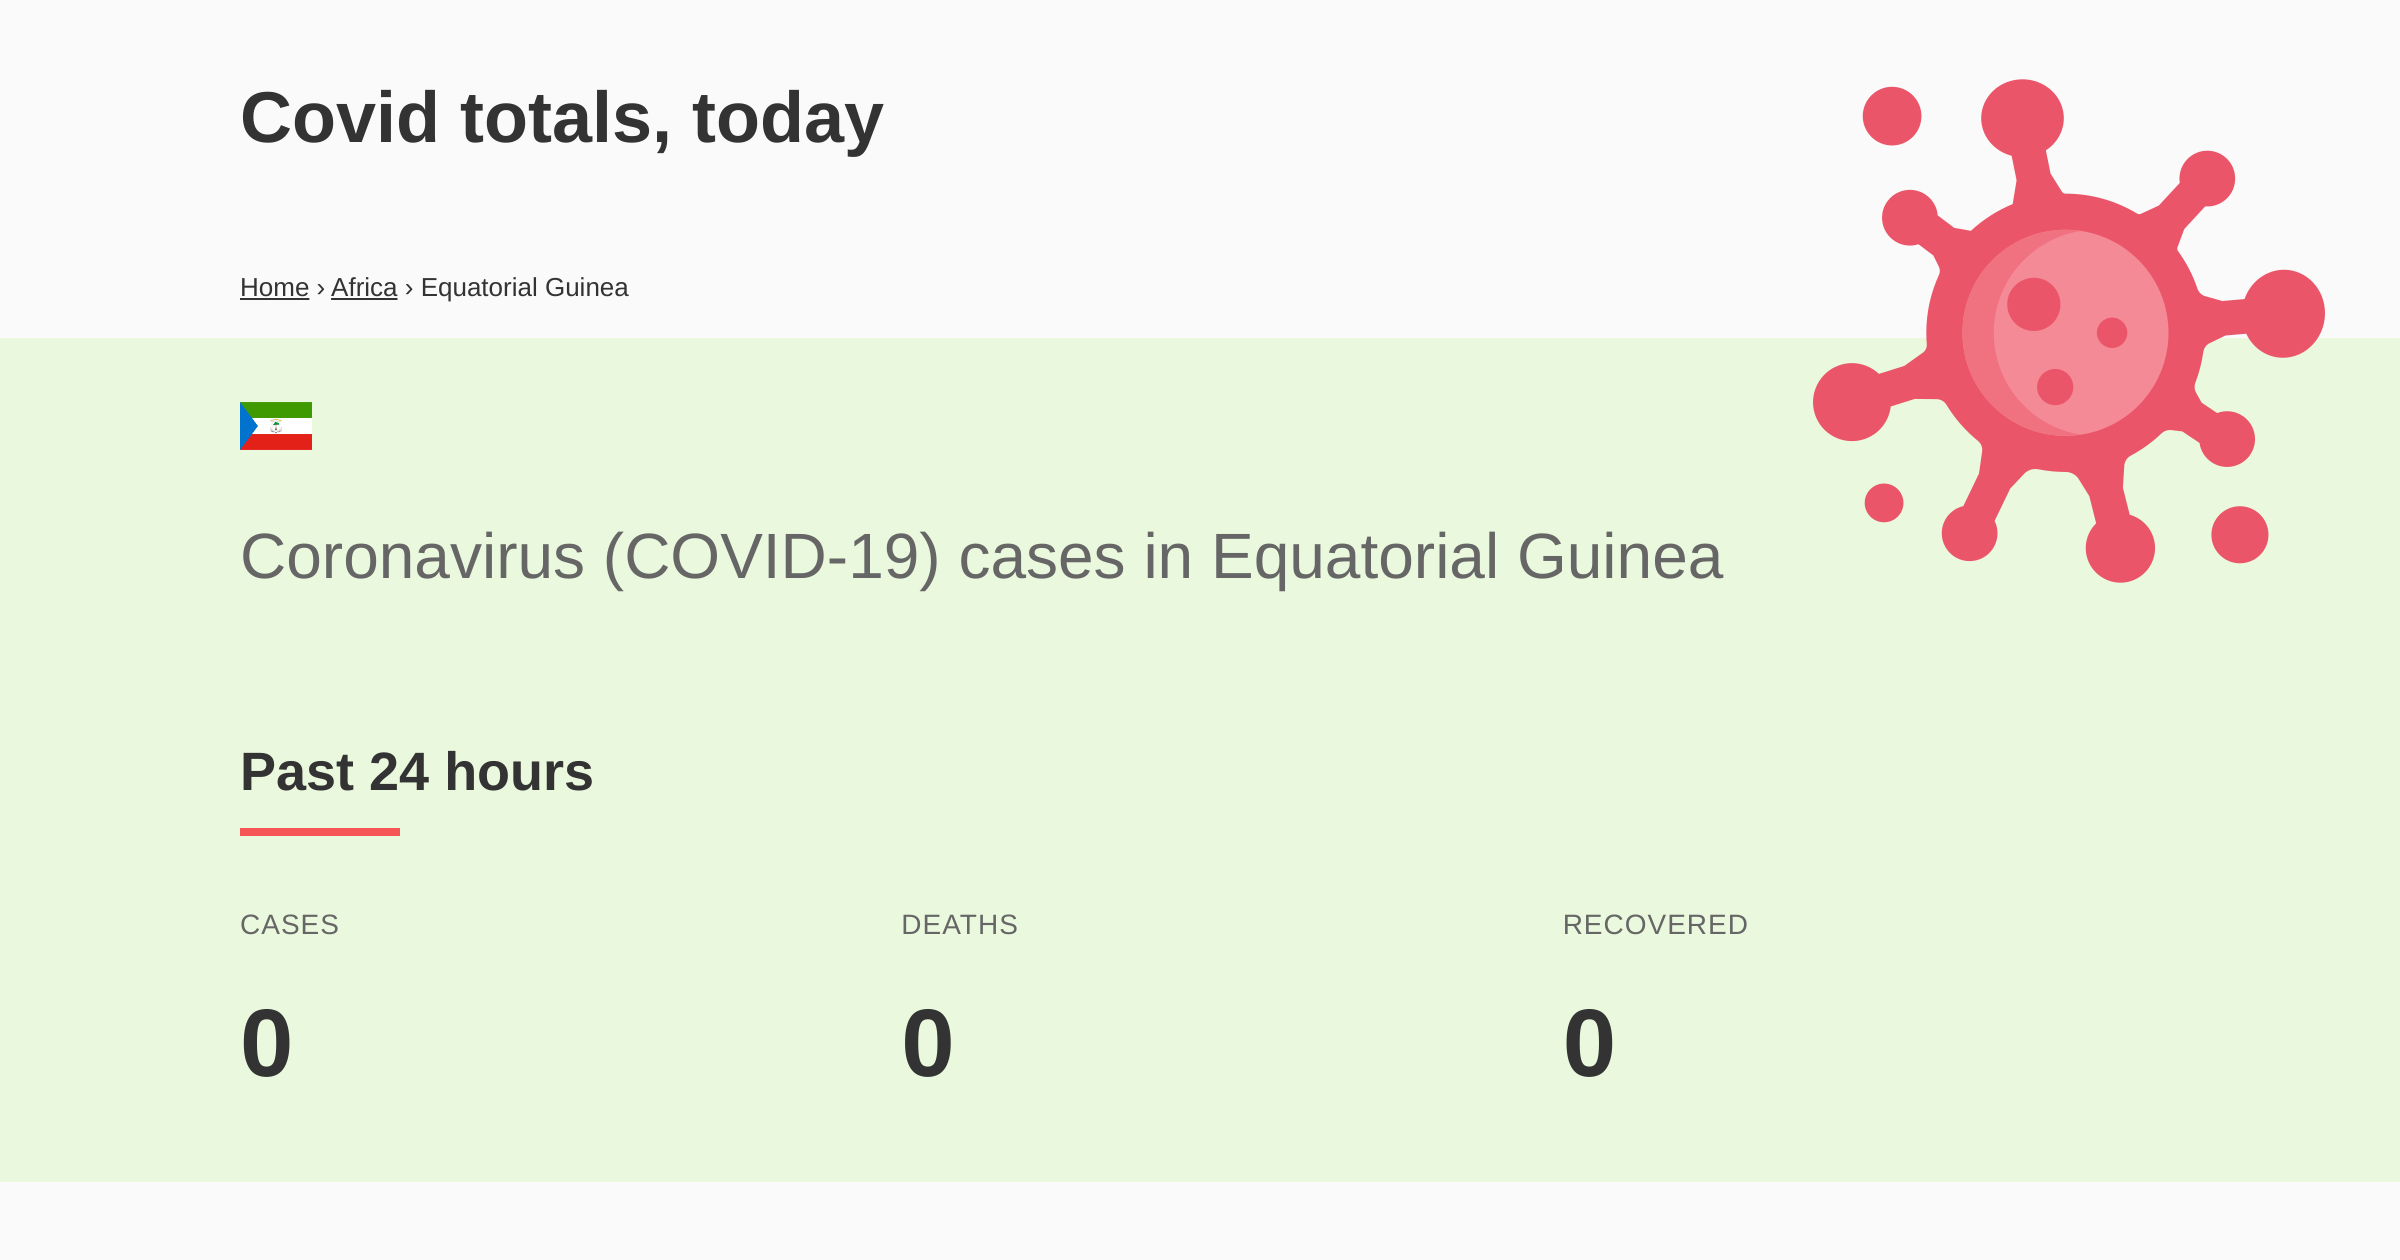 Covid totals, today
Home › Africa › Equatorial Guinea
Coronavirus (COVID-19) cases in Equatorial Guinea
Past 24 hours
CASES DEATHS RECOVERED
0 0 0